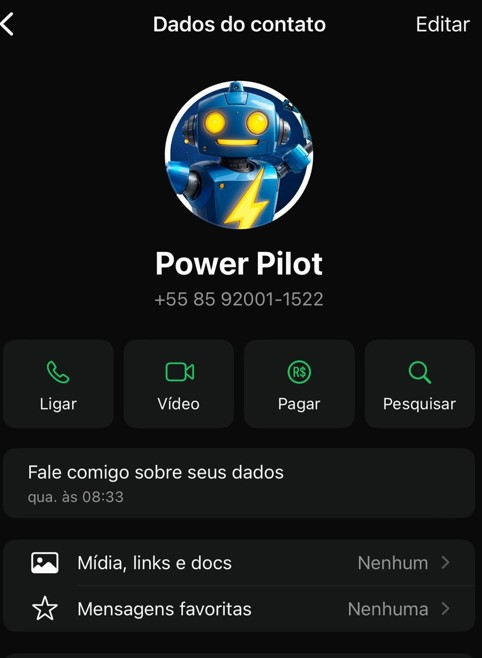 Dados do contato
Editar
Power Pilot
+55 85 92001-1522
R$
Ligar
Vídeo
Pagar
Pesquisar
Fale comigo sobre seus dados
qua. às 08:33
Mídia, links e docs
Nenhum
Mensagens favoritas
Nenhuma